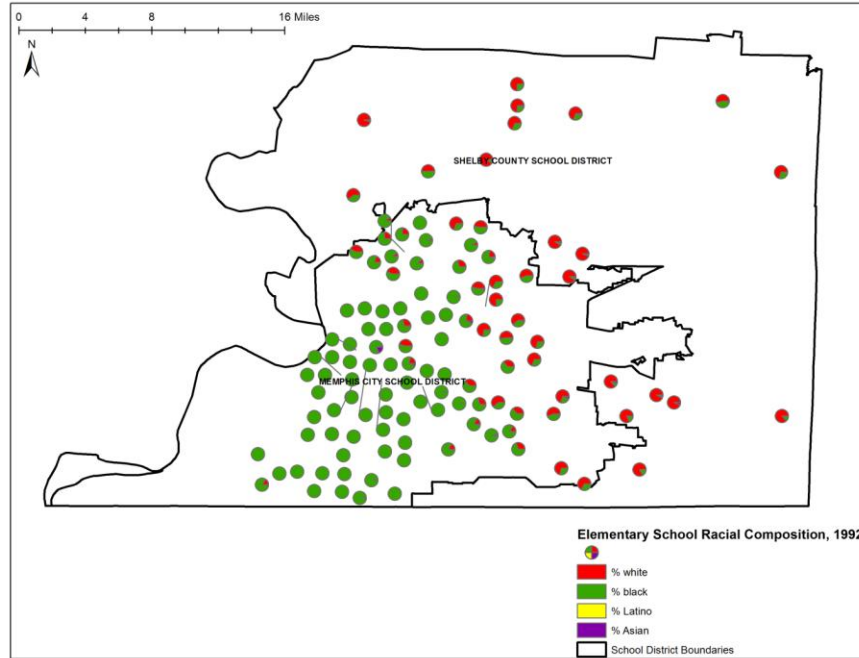 0 4 8 16 Miles
N
SHELBY COUNTY SCHOOL DISTRICT
MEMPHIS CITY SCHOOL DISTRICT
Elementary School Racial Composition, 1992
% white
% black
% Latino
% Asian
School District Boundaries